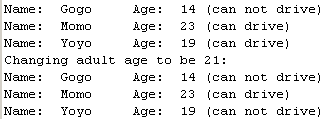 Name:  Gogo     Age:  14 (can not drive)
Name:  Momo     Age:  23 (can drive)
Name:  Yoyo     Age:  19 (can drive)
Changing adult age to be 21:
Name:  Gogo     Age:  14 (can not drive)
Name:  Momo     Age:  23 (can drive)
Name:  Yoyo     Age:  19 (can not drive)